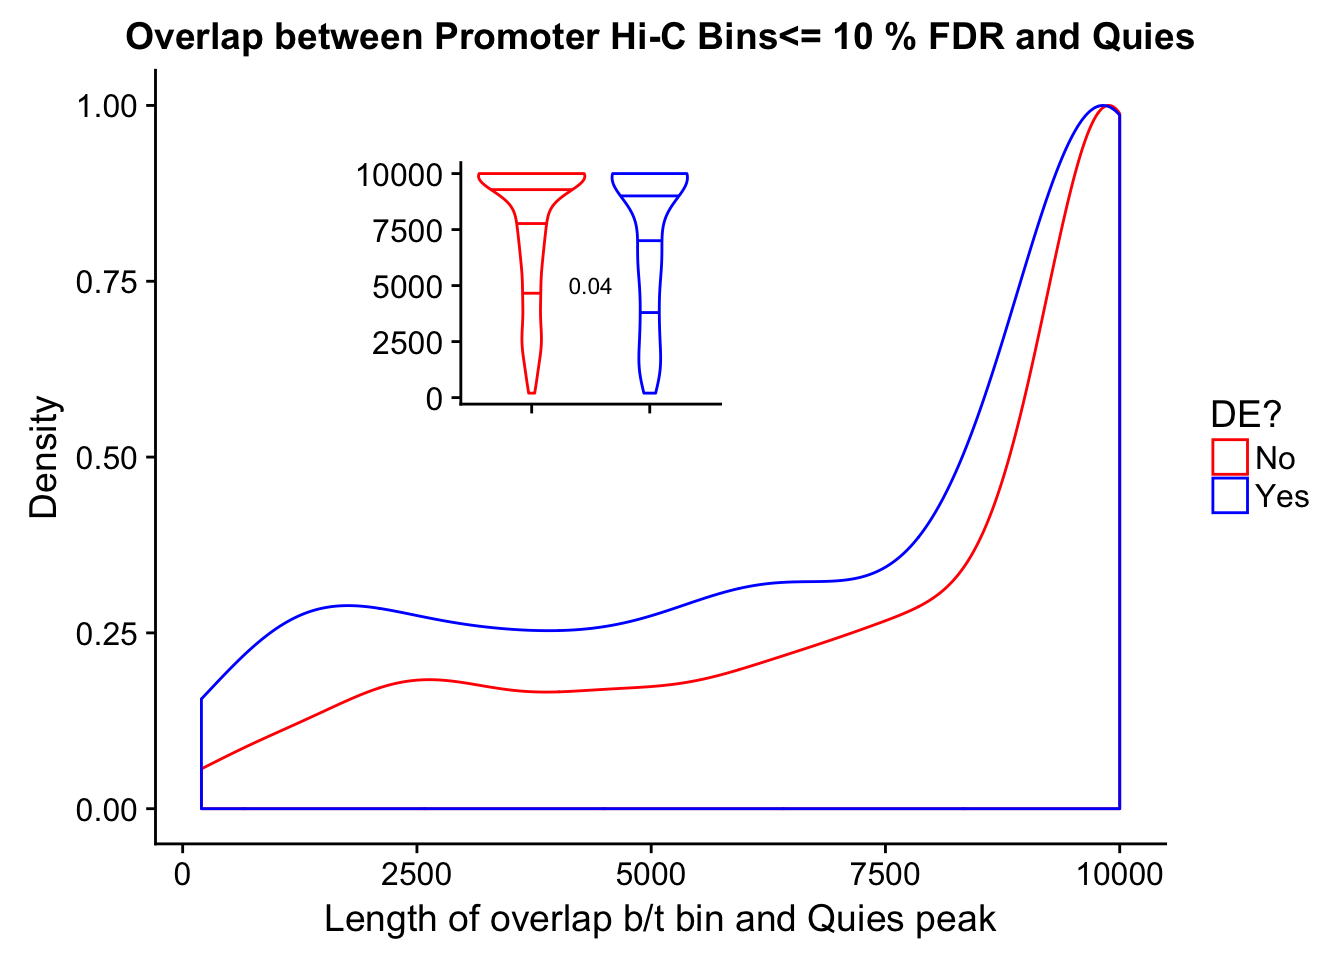 Overlap between Promoter Hi-C Bins<= 10 % FDR and Quies
1.00
0.75
0.50
0.25
0.00
Density
10000
7500
5000
2500
0
0.04
DE?
No
Yes
0 2500 5000 7500 10000
Length of overlap b/t bin and Quies peak